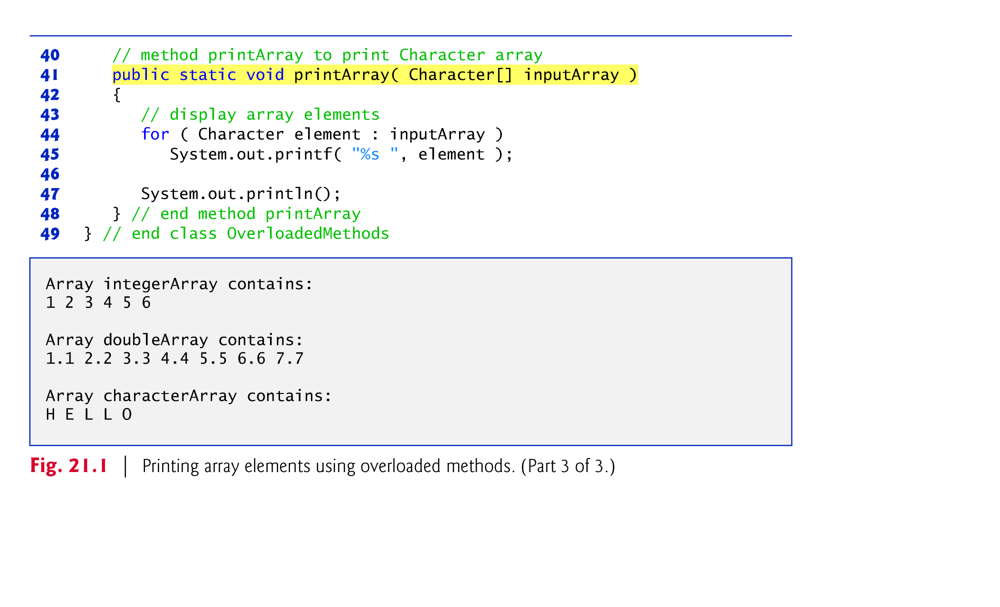 40 // method printArray to print Character array
41 public static void printArray( Character[] inputArray )
42 {
43 // display array elements
44 for ( Character element : inputArray )
45 System.out.printf( "%s ", element );
46
47 System.out.println();
48 } // end method printArray
49 } // end class OverloadedMethods
Array integerArray contains:
1 2 3 4 5 6
Array doubleArray contains:
1.1 2.2 3.3 4.4 5.5 6.6 7.7
Array characterArray contains:
H E L L O
Fig. 21.1 | Printing array elements using overloaded methods. (Part 3 of 3.)